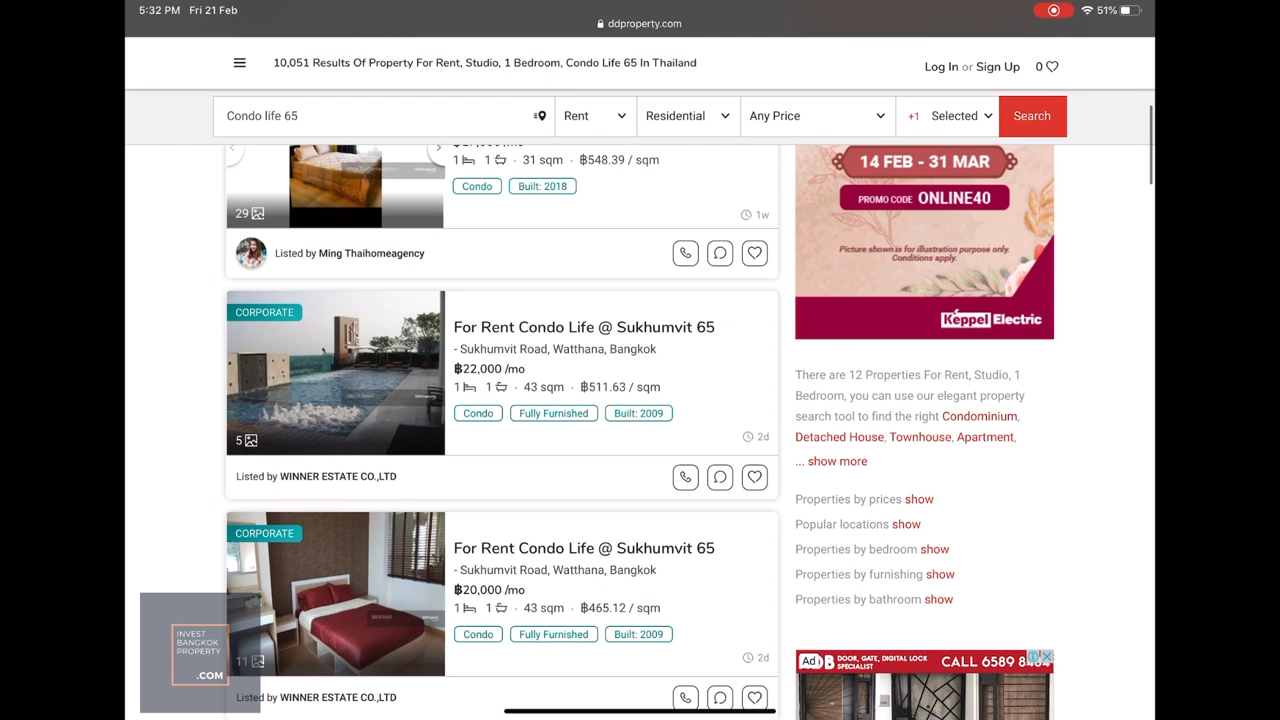 5:32 PM Fri 21 Feb
51%
ddproperty.com
10,051 Results Of Property For Rent, Studio, 1 Bedroom, Condo Life 65 In Thailand
Log In or Sign Up 0
Condo life 65 Rent Residential Any Price +1 Selected Search
1 1 · 31 sqm · ฿548.39 / sqm
Condo Built: 2018
29
1w
Listed by Ming Thaihomeagency
CORPORATE
For Rent Condo Life @ Sukhumvit 65
- Sukhumvit Road, Watthana, Bangkok
฿22,000 /mo
1 1 · 43 sqm · ฿511.63 / sqm
Condo Fully Furnished Built: 2009
5
2d
Listed by WINNER ESTATE CO.,LTD
CORPORATE
For Rent Condo Life @ Sukhumvit 65
- Sukhumvit Road, Watthana, Bangkok
฿20,000 /mo
1 1 · 43 sqm · ฿465.12 / sqm
Condo Fully Furnished Built: 2009
11
2d
Listed by WINNER ESTATE CO.,LTD
14 FEB - 31 MAR
PROMO CODE ONLINE40
Picture shown is for illustration purpose only.
Conditions apply.
Keppel Electric
There are 12 Properties For Rent, Studio, 1
Bedroom, you can use our elegant property
search tool to find the right Condominium,
Detached House, Townhouse, Apartment,
... show more
Properties by prices show
Popular locations show
Properties by bedroom show
Properties by furnishing show
Properties by bathroom show
Ad
DOOR, GATE, DIGITAL LOCK
SPECIALIST
CALL 6589
INVEST
BANGKOK
PROPERTY
.COM